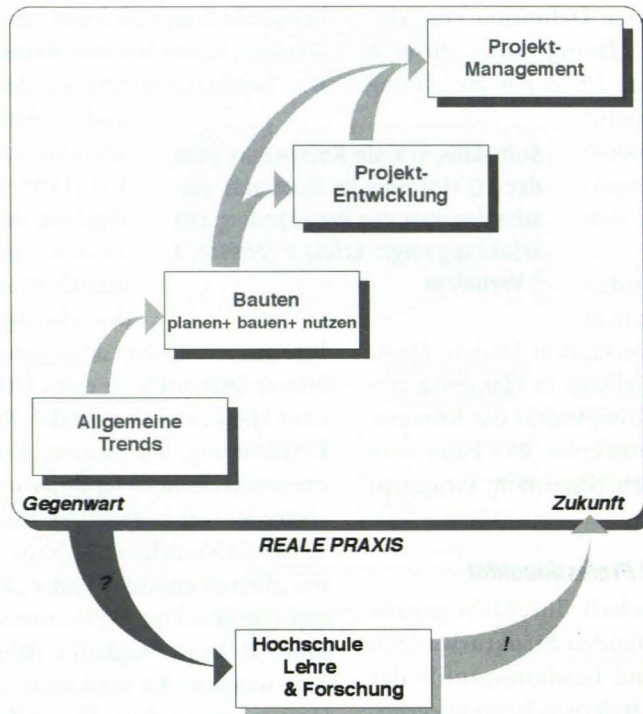 Projekt-
Management
Projekt-
Entwicklung
Bauten
planen+ bauen+ nutzen
Allgemeine
Trends
Gegenwart
Zukunft
REALE PRAXIS
?
!
Hochschule
Lehre
& Forschung